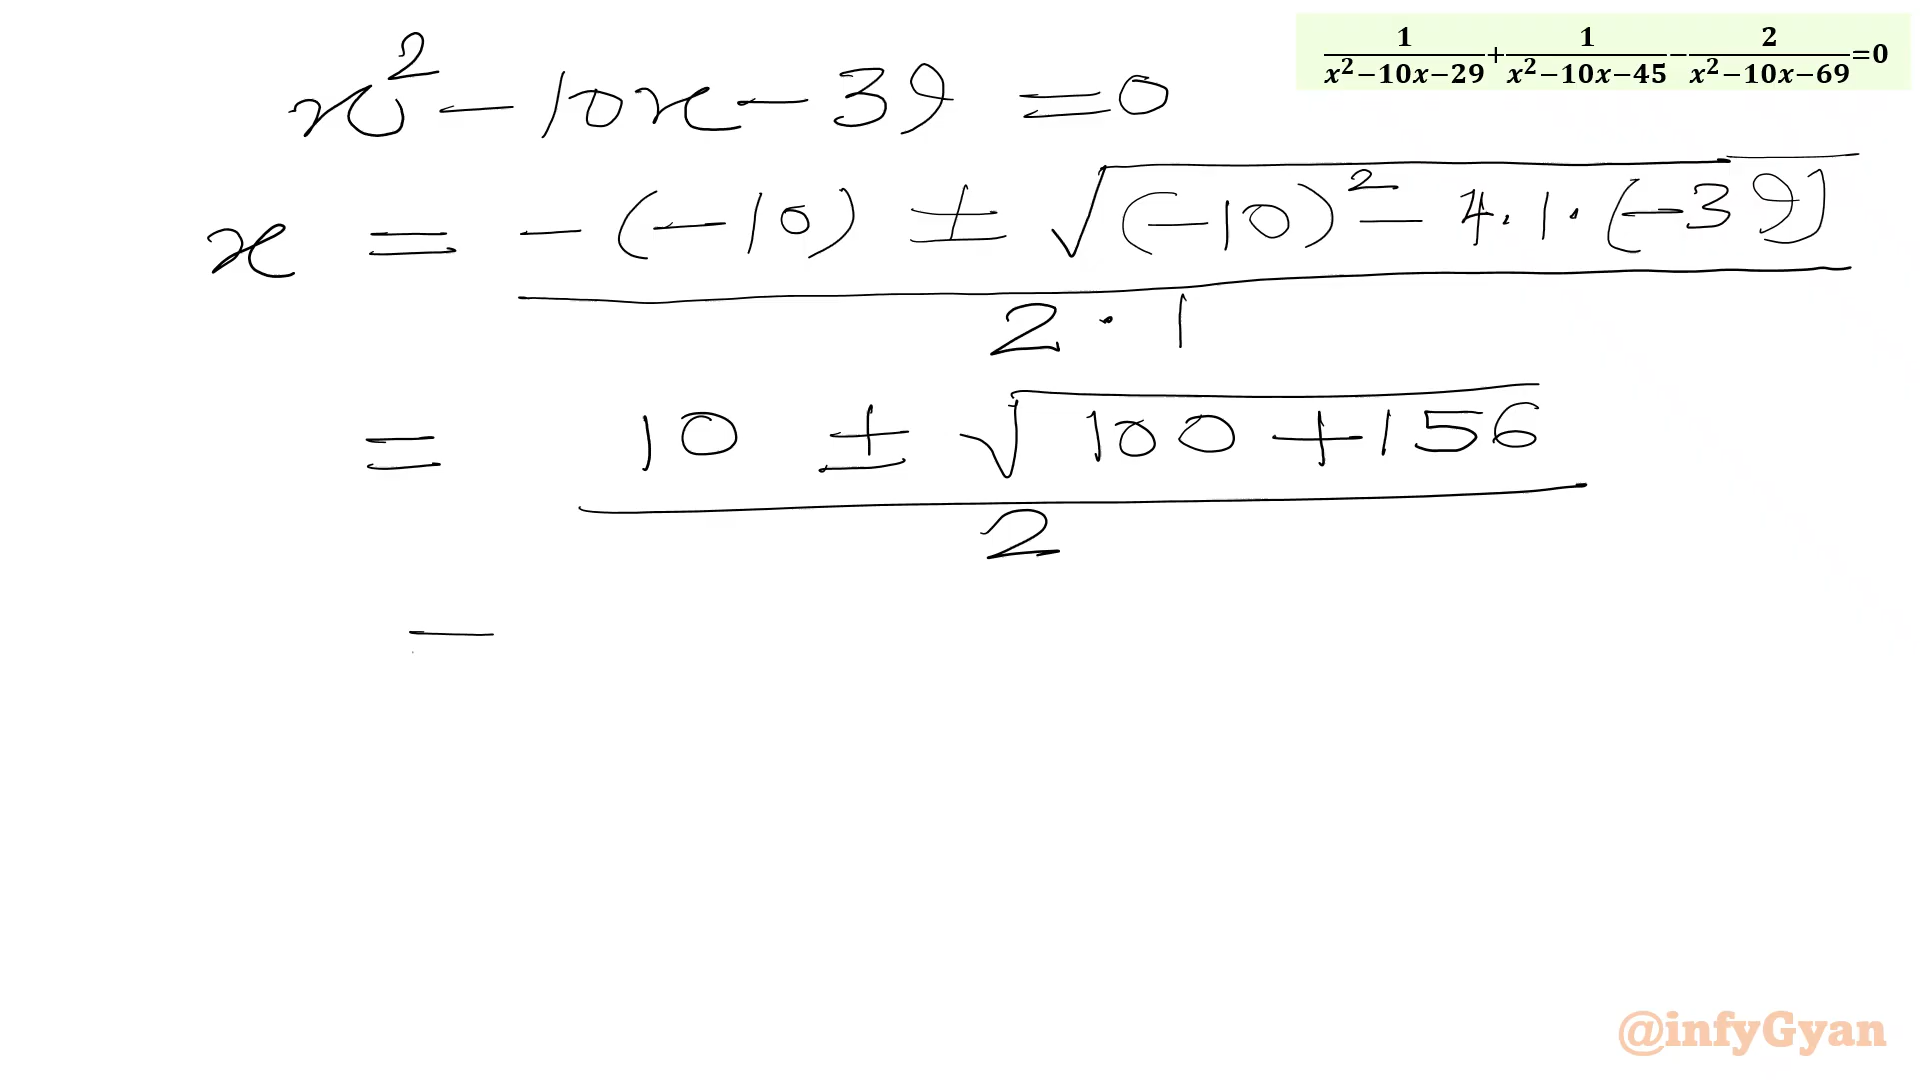 1/(x²−10x−29) + 1/(x²−10x−45) − 2/(x²−10x−69) = 0
x² − 10x − 39 = 0
x = (−(−10) ± √((−10)² − 4·1·(−39)))/(2·1)
= (10 ± √(100 + 156))/2
—
@infyGyan